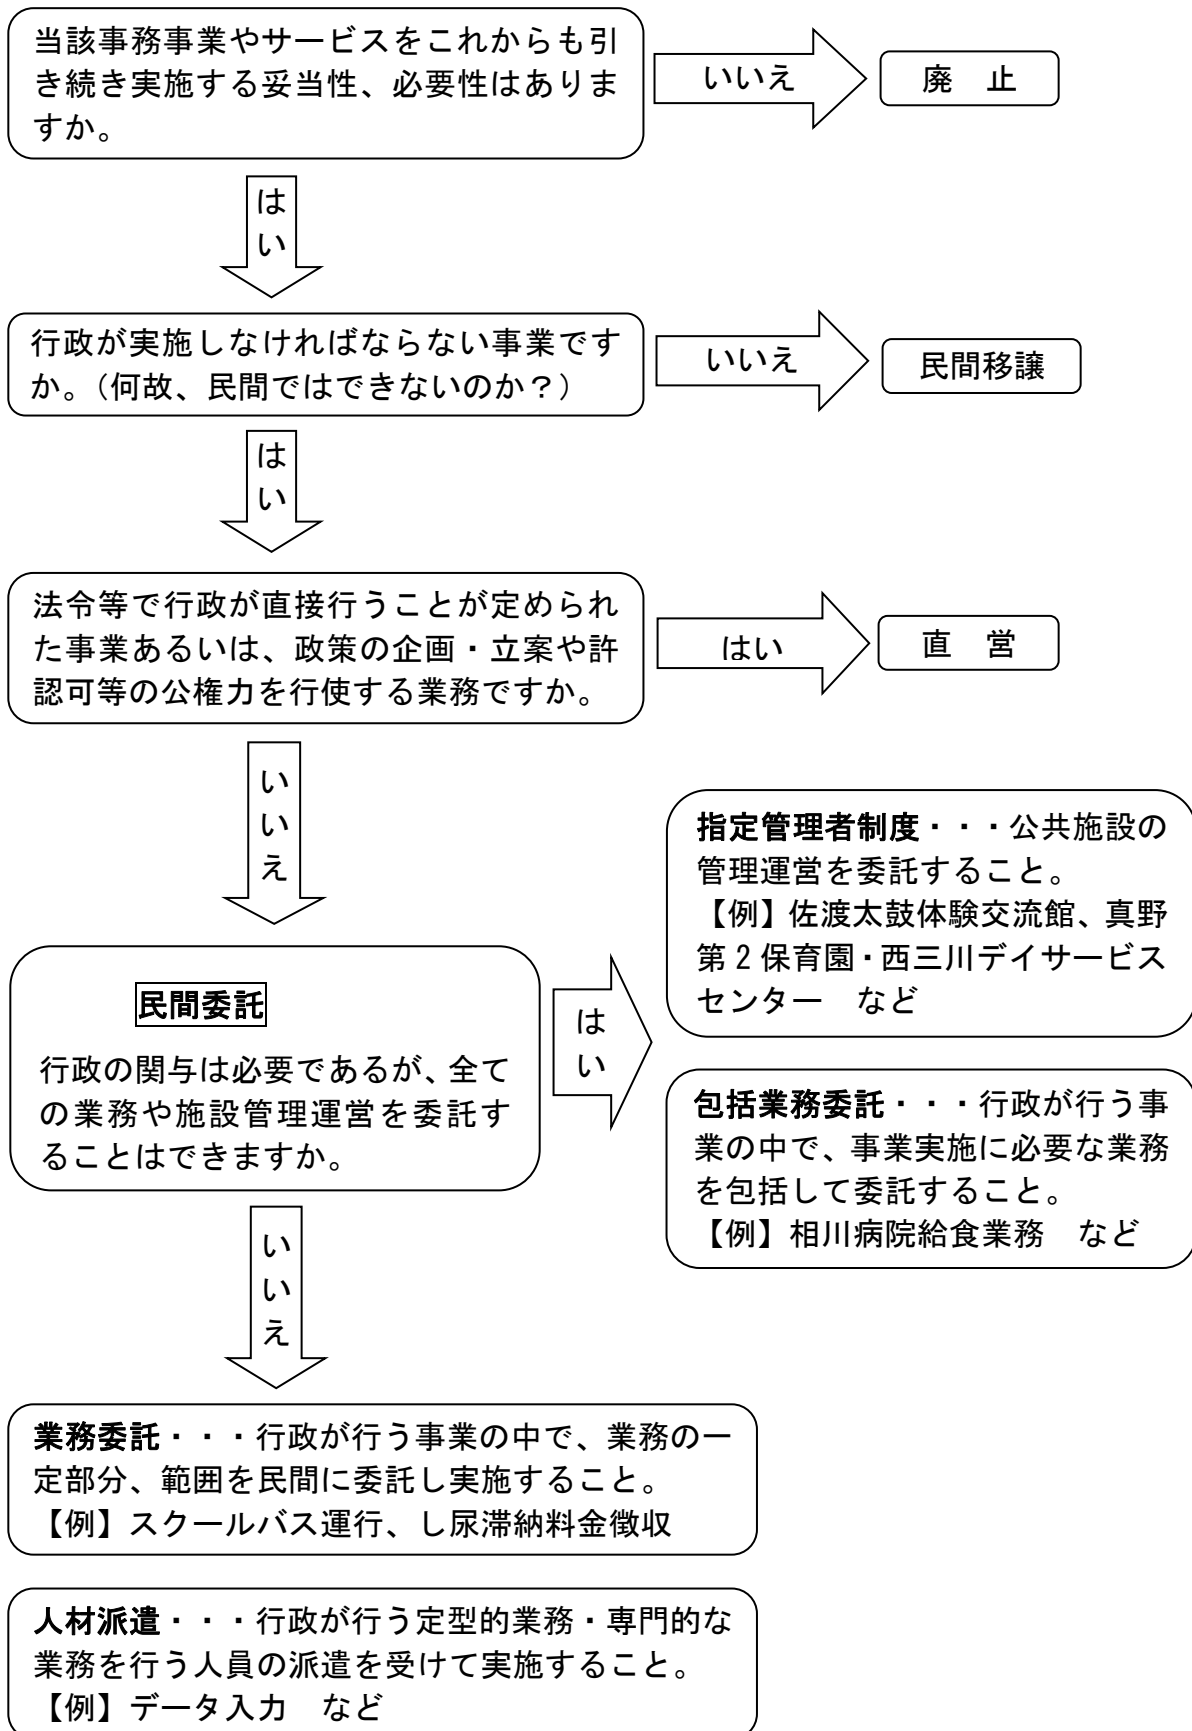 当該事務事業やサービスをこれからも引
き続き実施する妥当性、必要性はありま
すか。
いいえ
廃　止
はい
行政が実施しなければならない事業です
か。（何故、民間ではできないのか？）
いいえ
民間移譲
はい
法令等で行政が直接行うことが定められ
た事業あるいは、政策の企画・立案や許
認可等の公権力を行使する業務ですか。
はい
直　営
いいえ
民間委託
行政の関与は必要であるが、全て
の業務や施設管理運営を委託す
ることはできますか。
はい
指定管理者制度・・・公共施設の
管理運営を委託すること。
【例】佐渡太鼓体験交流館、真野
第2保育園・西三川デイサービス
センター　など
包括業務委託・・・行政が行う事
業の中で、事業実施に必要な業務
を包括して委託すること。
【例】相川病院給食業務　など
いいえ
業務委託・・・行政が行う事業の中で、業務の一
定部分、範囲を民間に委託し実施すること。
【例】スクールバス運行、し尿滞納料金徴収
人材派遣・・・行政が行う定型的業務・専門的な
業務を行う人員の派遣を受けて実施すること。
【例】データ入力　など